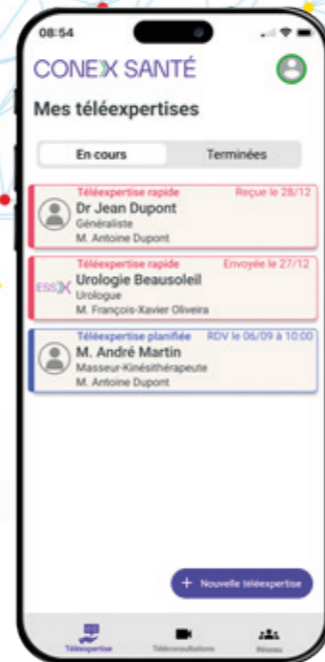 08:54
CONEX SANTÉ
Mes téléexpertises
En cours Terminées
Téléexpertise rapide Reçue le 28/12
Dr Jean Dupont
Généraliste
M. Antoine Dupont
Téléexpertise rapide Envoyée le 27/12
ESSX Urologie Beausoleil
Urologue
M. François-Xavier Oliveira
Téléexpertise planifiée RDV le 06/09 à 10:00
M. André Martin
Masseur-Kinésithérapeute
M. Antoine Dupont
+ Nouvelle téléexpertise
Téléexpertise Téléconsultations Réseau